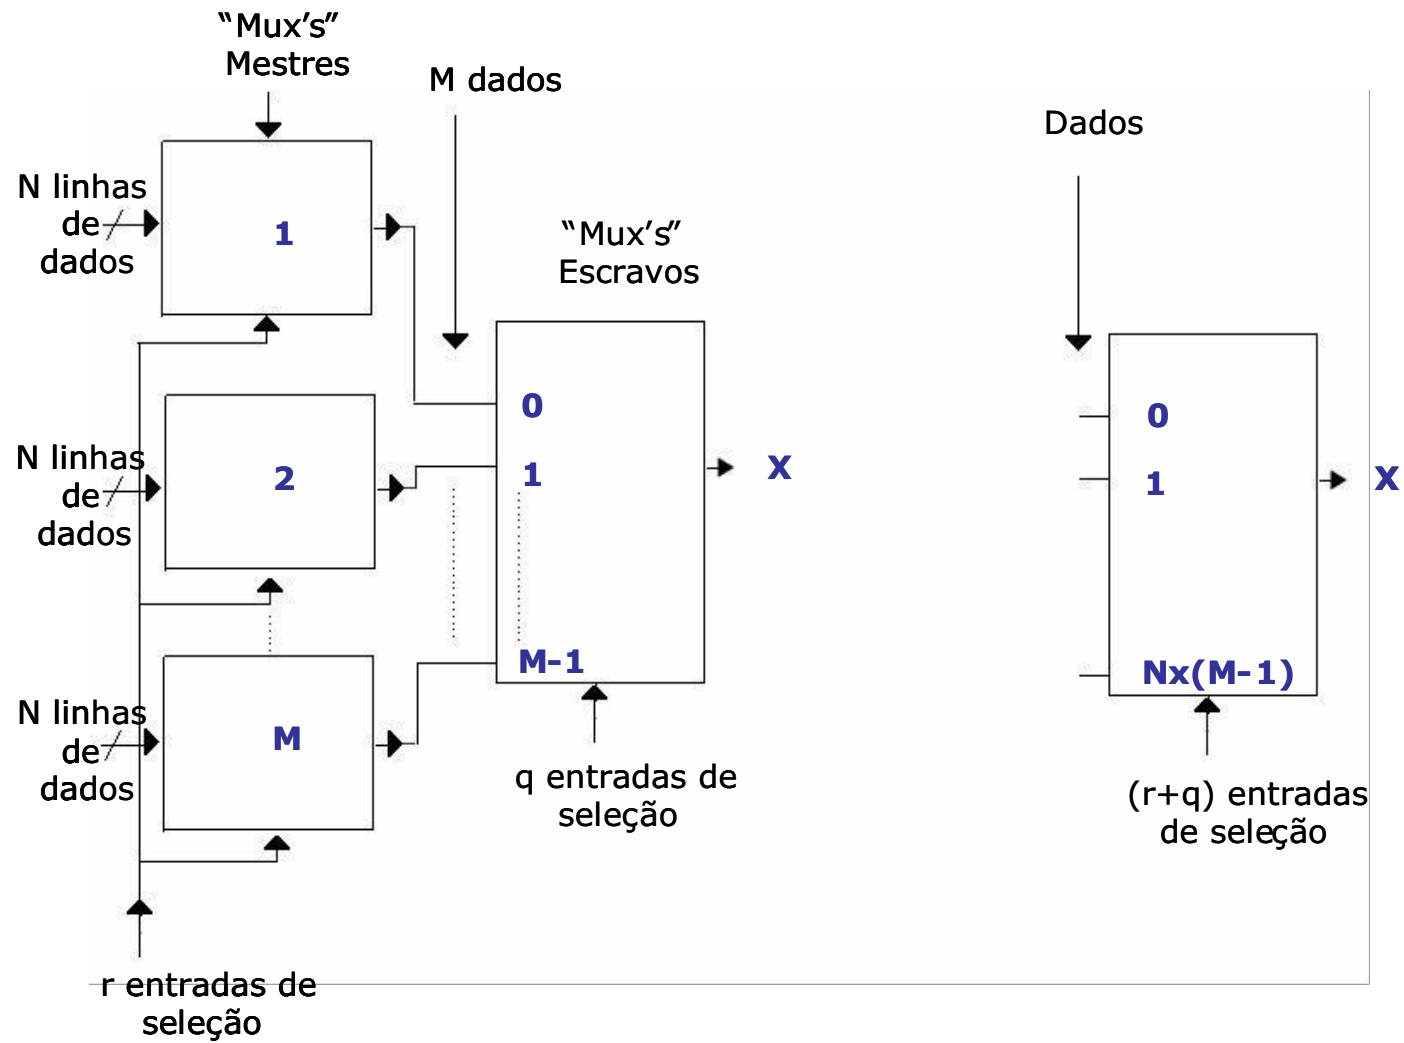 “Mux’s”
Mestres
M dados
N linhas
de
dados
1
“Mux’s”
Escravos
0
1
M-1
X
N linhas
de
dados
2
N linhas
de
dados
M
q entradas de
seleção
r entradas de
seleção
Dados
0
1
Nx(M-1)
X
(r+q) entradas
de seleção